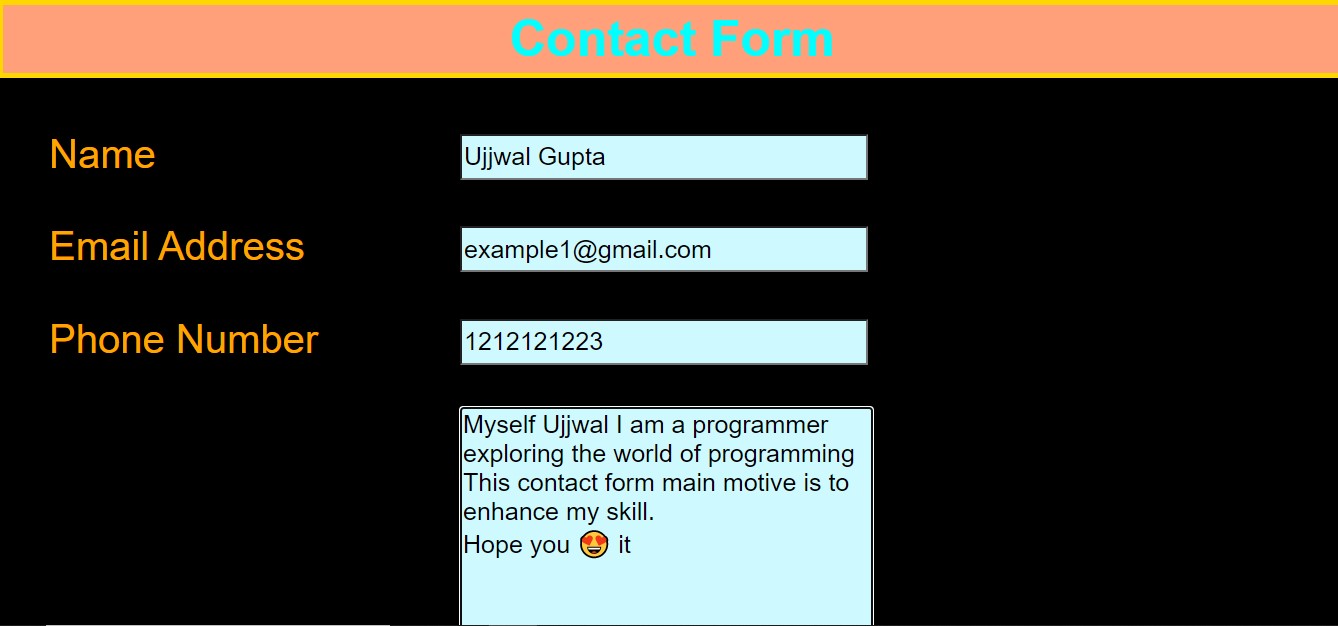 Contact Form
Name
Ujjwal Gupta
Email Address
example1@gmail.com
Phone Number
1212121223
Myself Ujjwal I am a programmer
exploring the world of programming
This contact form main motive is to
enhance my skill.
Hope you 😍 it